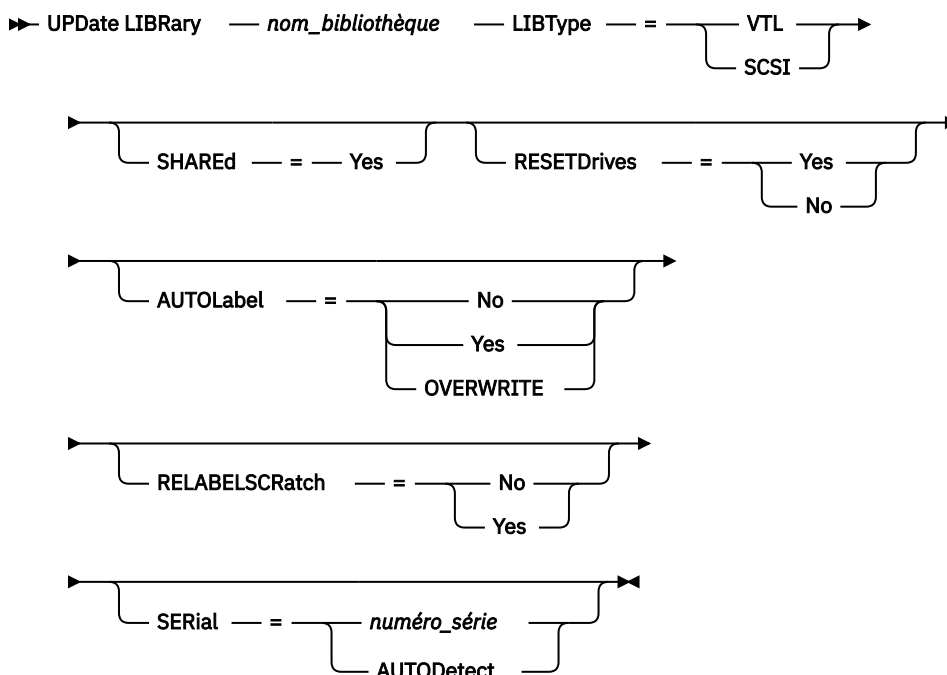 UPDate LIBRary nom_bibliothèque LIBType = VTL
SCSI
SHAREd = Yes RESETDrives = Yes
No
AUTOLabel = No
Yes
OVERWRITE
RELABELSCRatch = No
Yes
SERial = numéro_série
AUTODetect